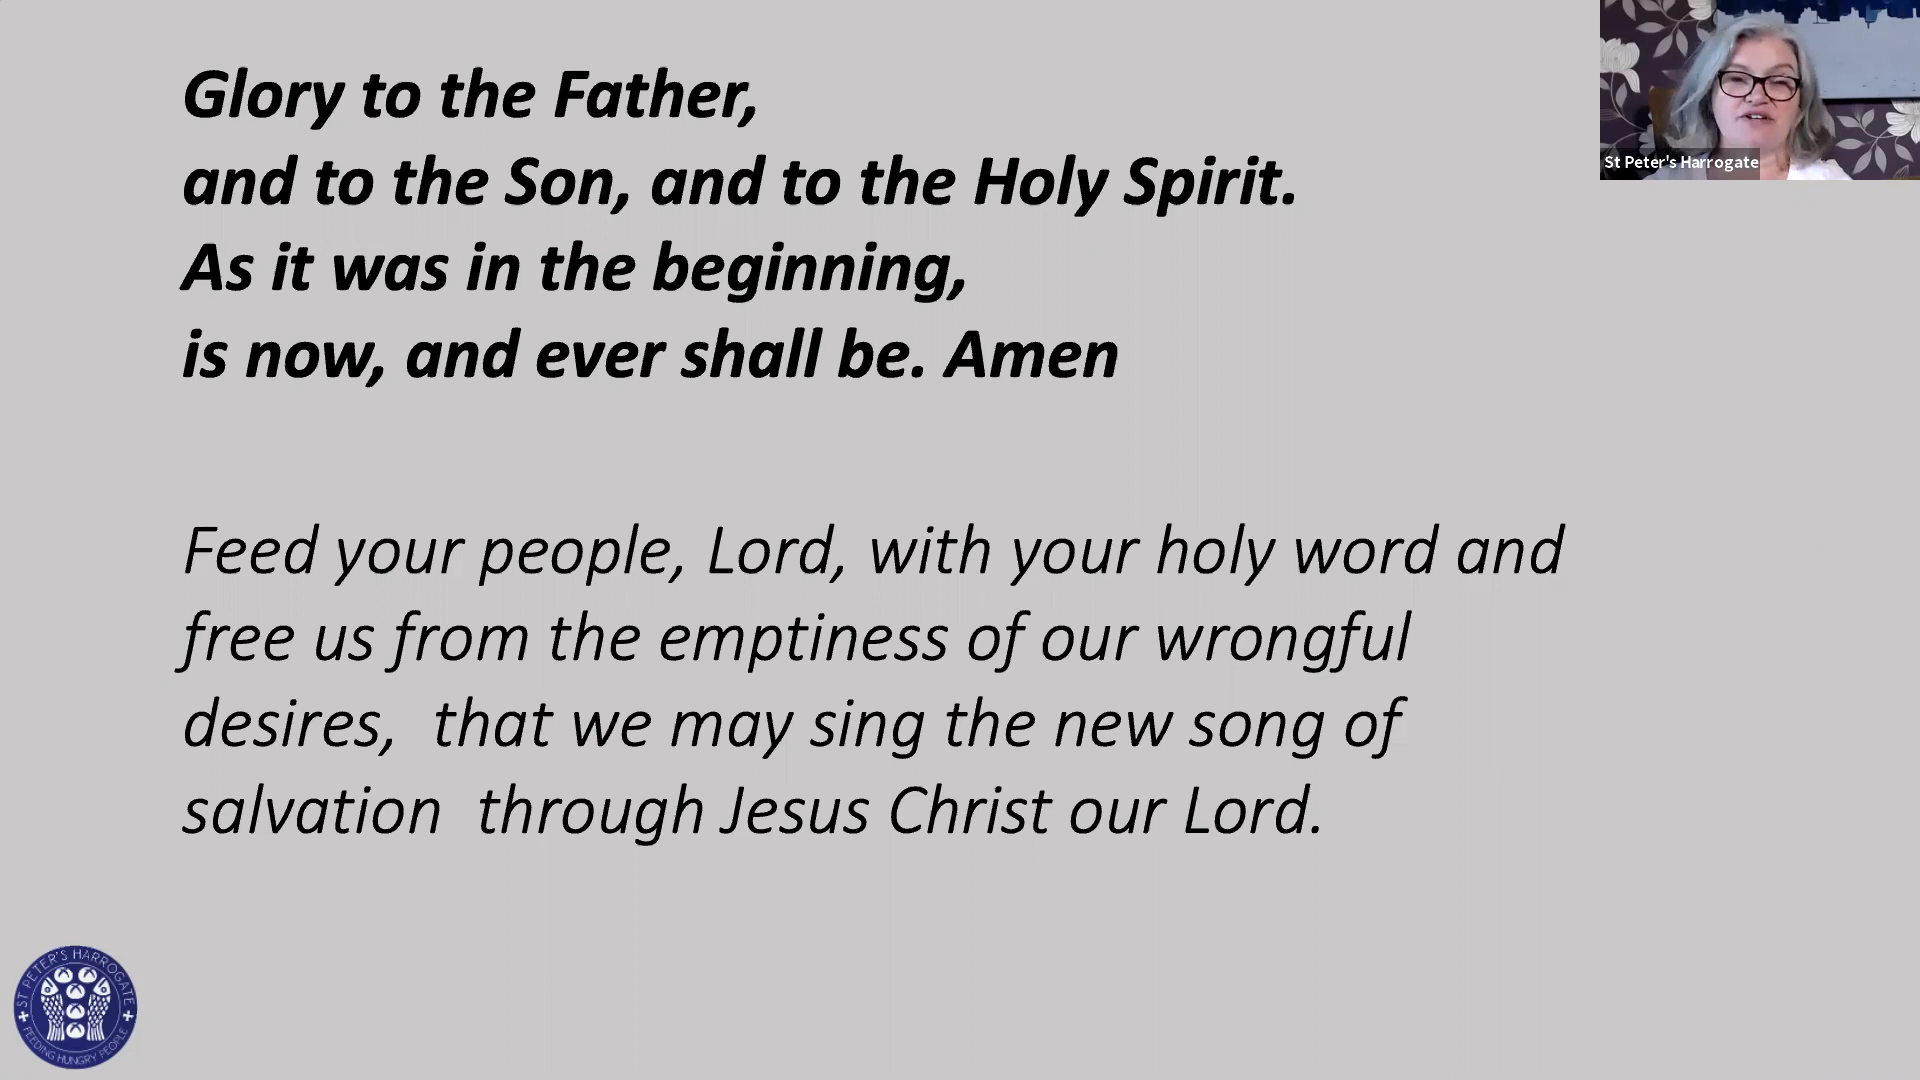 Glory to the Father,
and to the Son, and to the Holy Spirit.
As it was in the beginning,
is now, and ever shall be. Amen
Feed your people, Lord, with your holy word and
free us from the emptiness of our wrongful
desires,  that we may sing the new song of
salvation  through Jesus Christ our Lord.
St Peter's Harrogate
ST PETER'S HARROGATE
FEEDING HUNGRY PEOPLE